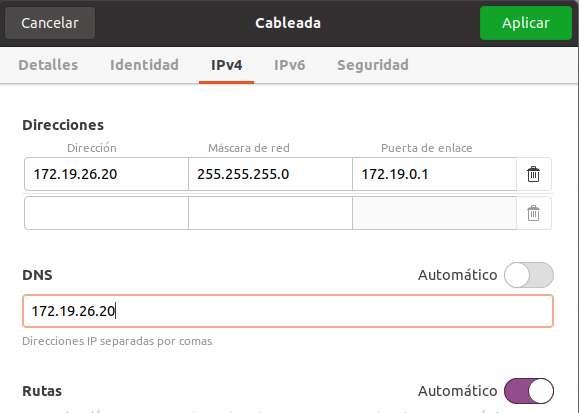 Cancelar Cableada Aplicar
Detalles Identidad IPv4 IPv6 Seguridad
Direcciones
Dirección Máscara de red Puerta de enlace
172.19.26.20 255.255.255.0 172.19.0.1
DNS Automático
172.19.26.20
Direcciones IP separadas por comas
Rutas Automático